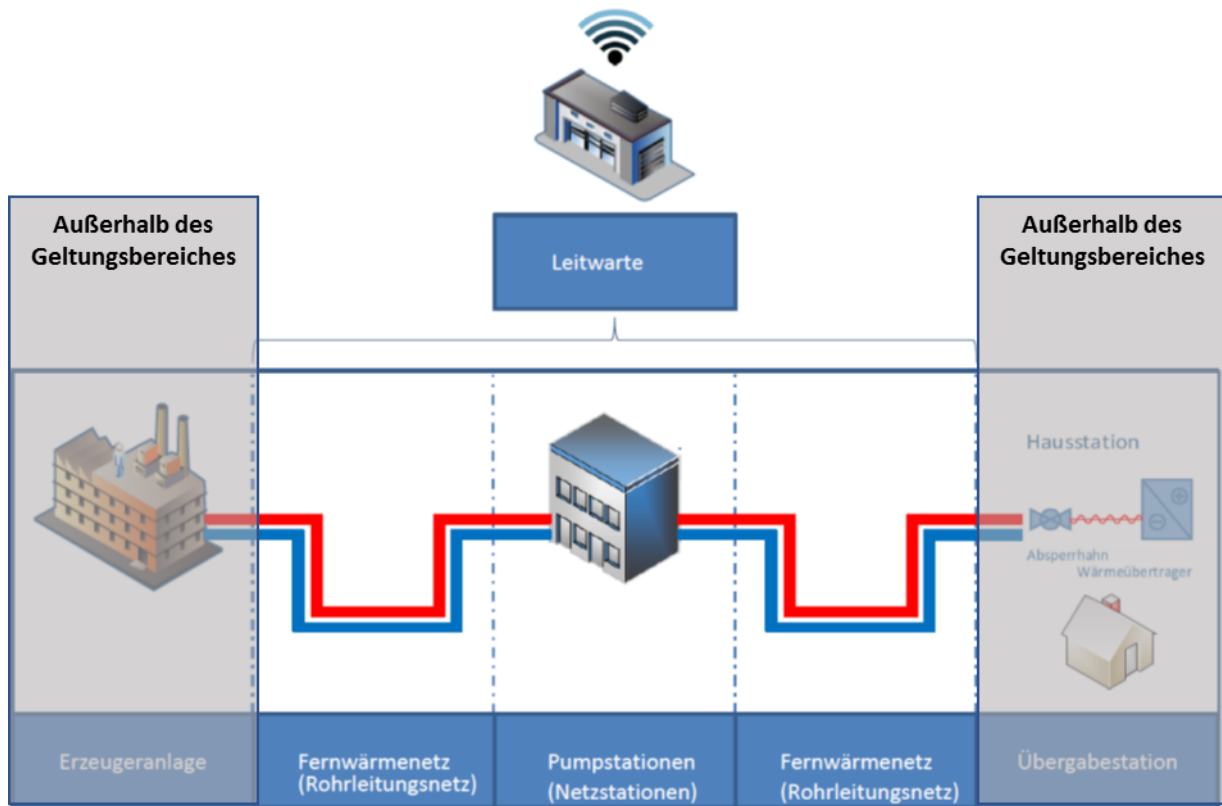 Außerhalb des
Geltungsbereiches
Leitwarte
Außerhalb des
Geltungsbereiches
Hausstation
Absperrhahn
Wärmeübertrager
Erzeugeranlage
Fernwärmenetz
(Rohrleitungsnetz)
Pumpstationen
(Netzstationen)
Fernwärmenetz
(Rohrleitungsnetz)
Übergabestation